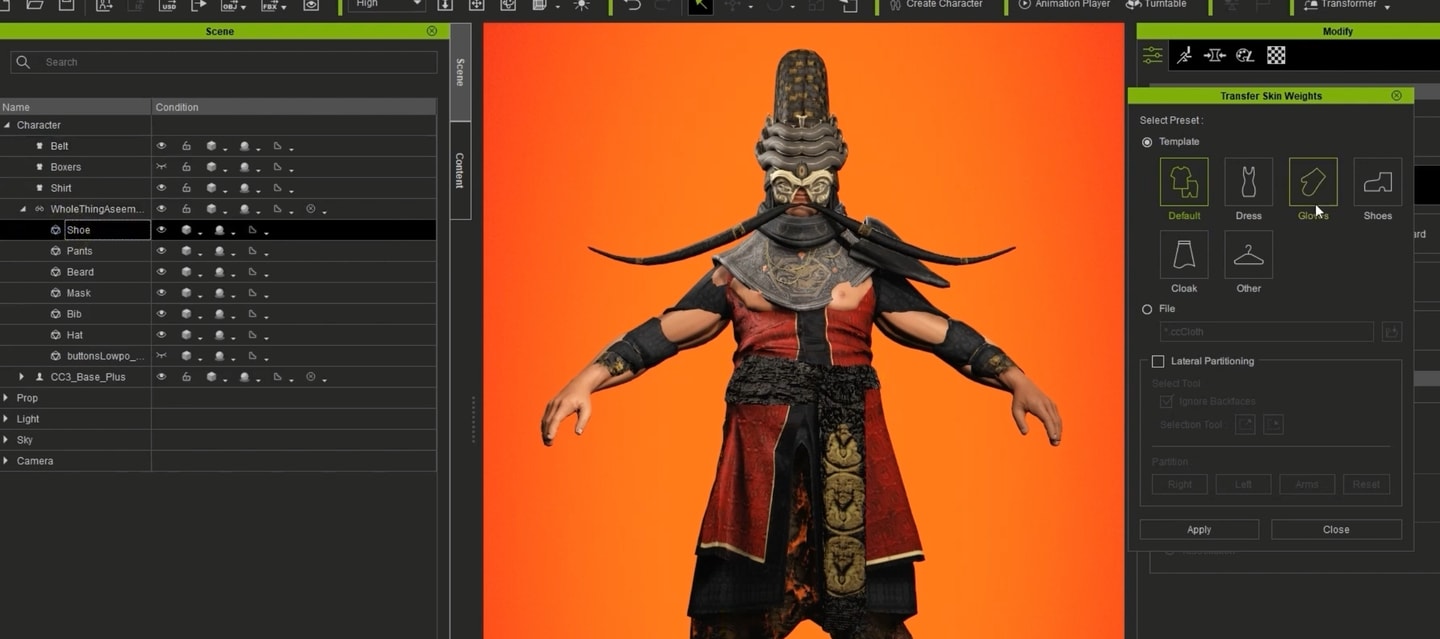 High
USD
OBJ
FBX
Create Character
Animation Player
Turntable
Transformer
Scene
Search
Name
Condition
Character
Belt
Boxers
Shirt
WholeThingAseem...
Shoe
Pants
Beard
Mask
Bib
Hat
buttonsLowpo_...
CC3_Base_Plus
Prop
Light
Sky
Camera
Scene
Content
Modify
Transfer Skin Weights
Select Preset :
Template
Default
Dress
Gloves
Shoes
Cloak
Other
File
*.ccCloth
Lateral Partitioning
Select Tool
Ignore Backfaces
Selection Tool :
Partition
Right
Left
Arms
Reset
Apply
Close
ard